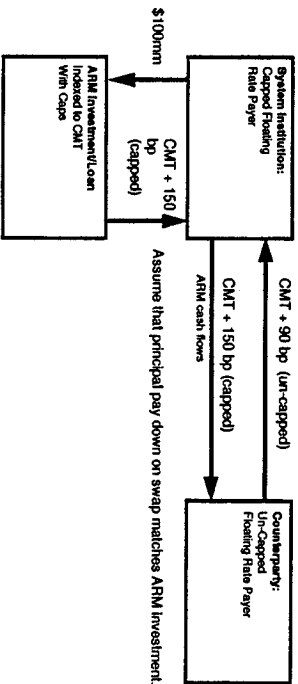 System Institution:
Capped Floating
Rate Payer
CMT + 90 bp (un-capped)
CMT + 150 bp (capped)
ARM cash flows
Counterparty:
Un-Capped
Floating Rate Payer
$100mm
CMT + 150
bp
(capped)
Assume that principal pay down on swap matches ARM investment.
ARM Investment/Loan
Indexed to CMT
With Caps